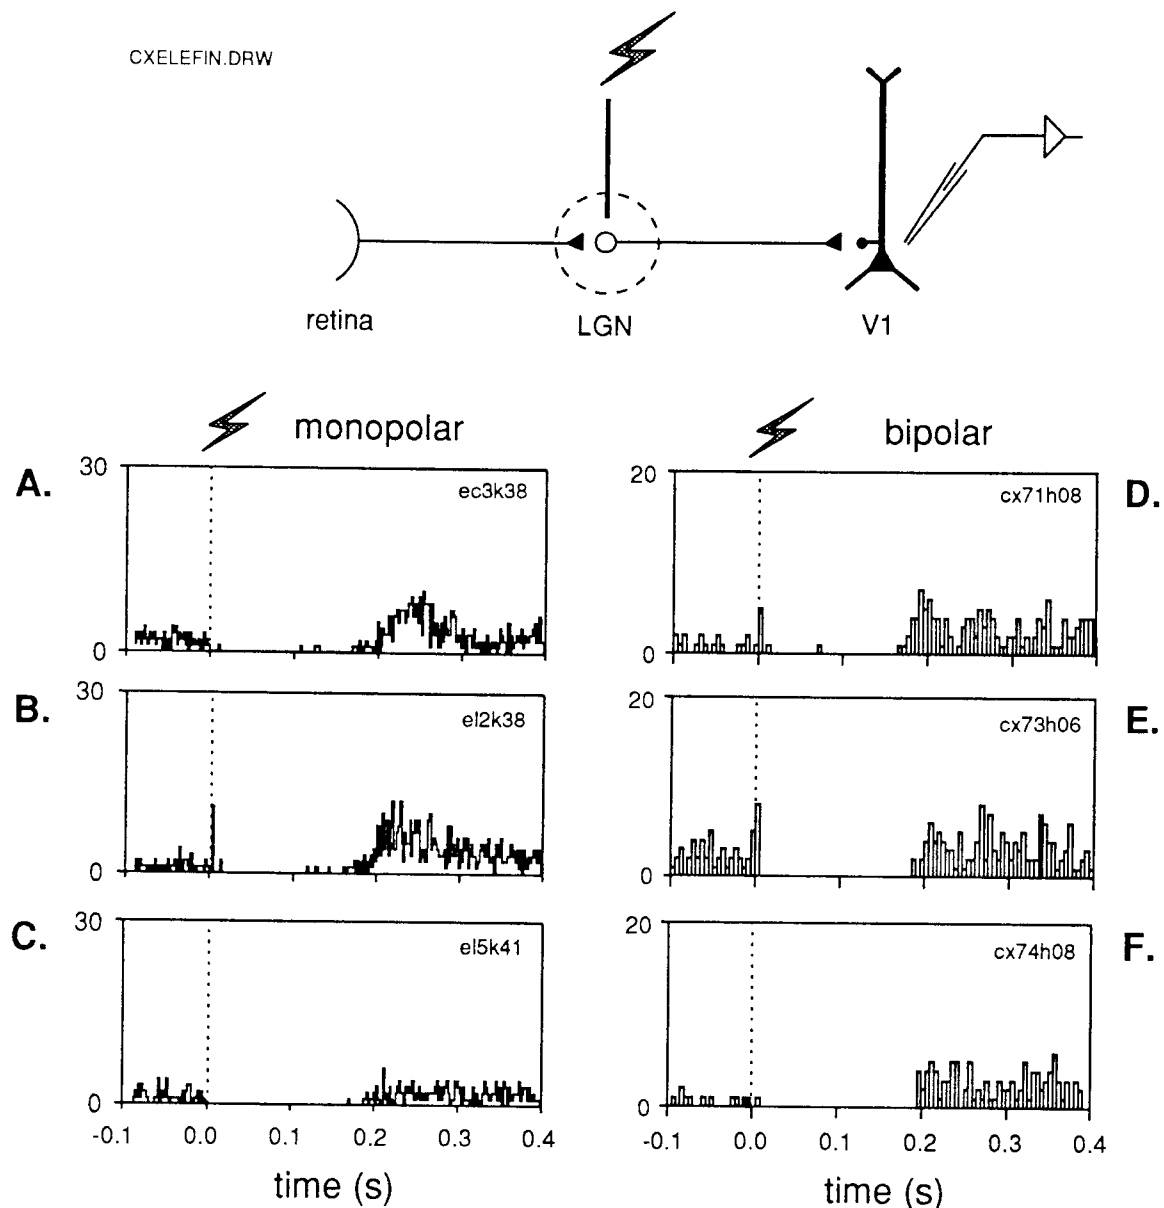 CXELEFIN.DRW
retina
LGN
V1
monopolar
bipolar
A.
30
0
ec3k38
20
0
cx71h08
D.
B.
30
0
el2k38
20
0
cx73h06
E.
C.
30
0
el5k41
20
0
cx74h08
F.
-0.1 0.0 0.1 0.2 0.3 0.4
time (s)
-0.1 0.0 0.1 0.2 0.3 0.4
time (s)